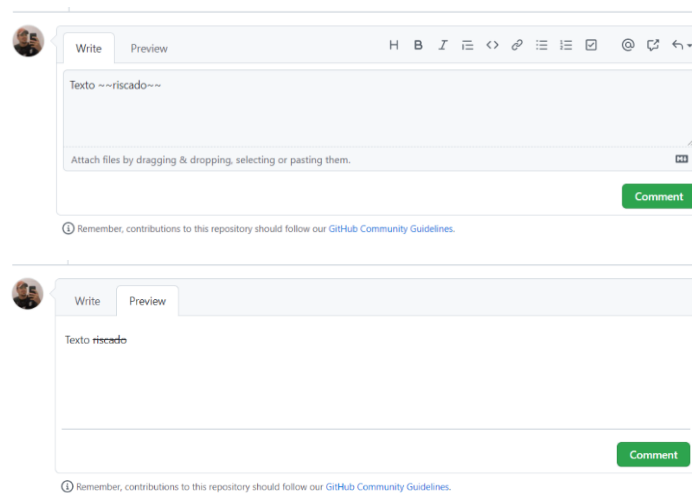 Write Preview H B I @
Texto ~~riscado~~
Attach files by dragging & dropping, selecting or pasting them.
Comment
Remember, contributions to this repository should follow our GitHub Community Guidelines.
Write Preview
Texto ~~riscado~~
Comment
Remember, contributions to this repository should follow our GitHub Community Guidelines.